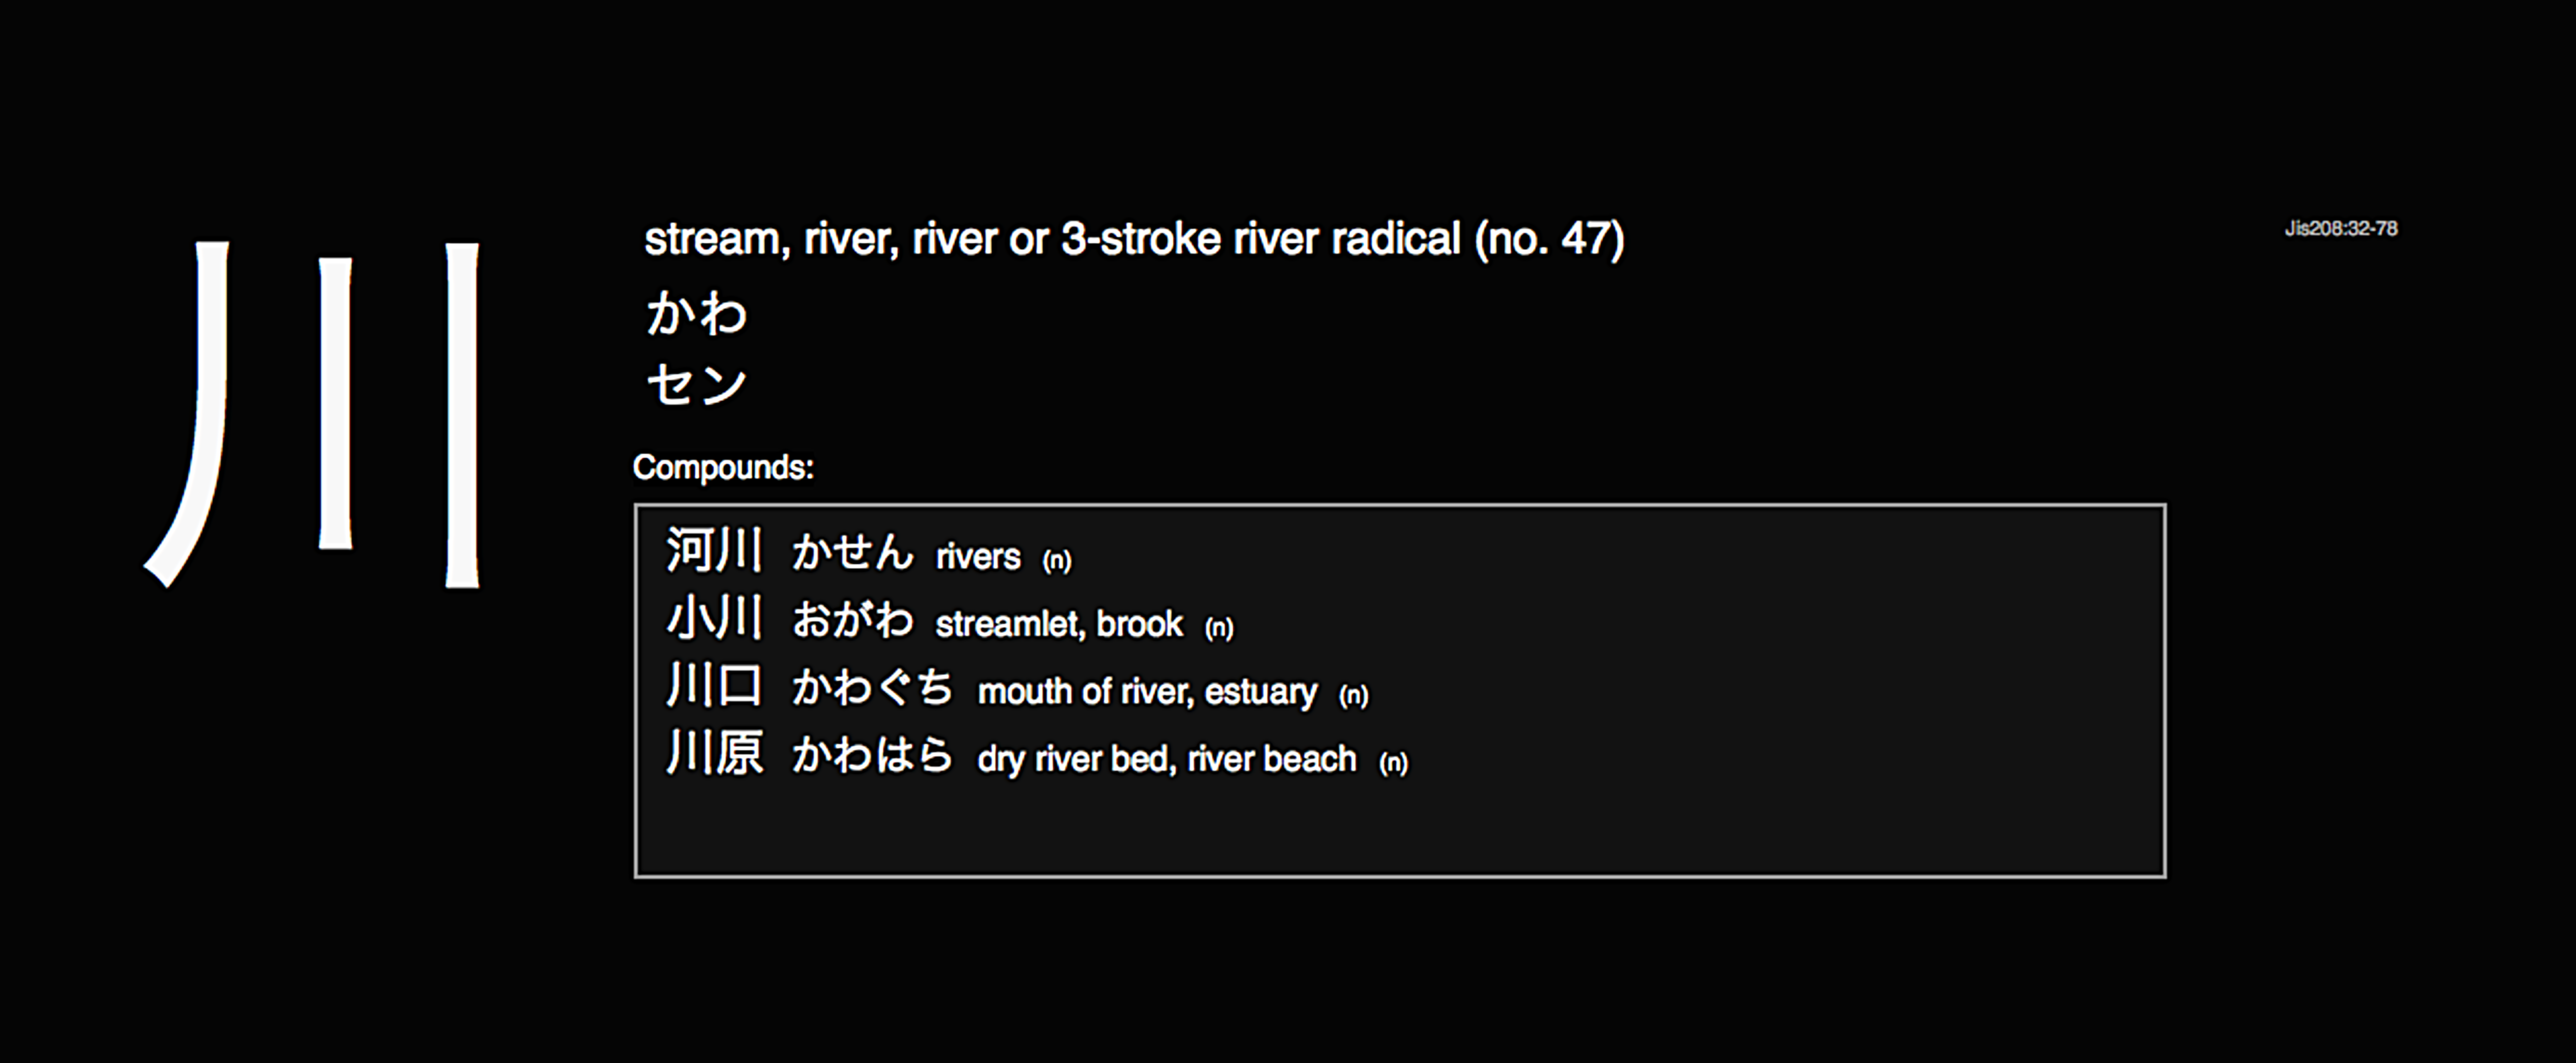 川
stream, river, river or 3-stroke river radical (no. 47)
Jis208:32-78
かわ
セン
Compounds:
河川 かせん rivers (n)
小川 おがわ streamlet, brook (n)
川口 かわぐち mouth of river, estuary (n)
川原 かわはら dry river bed, river beach (n)